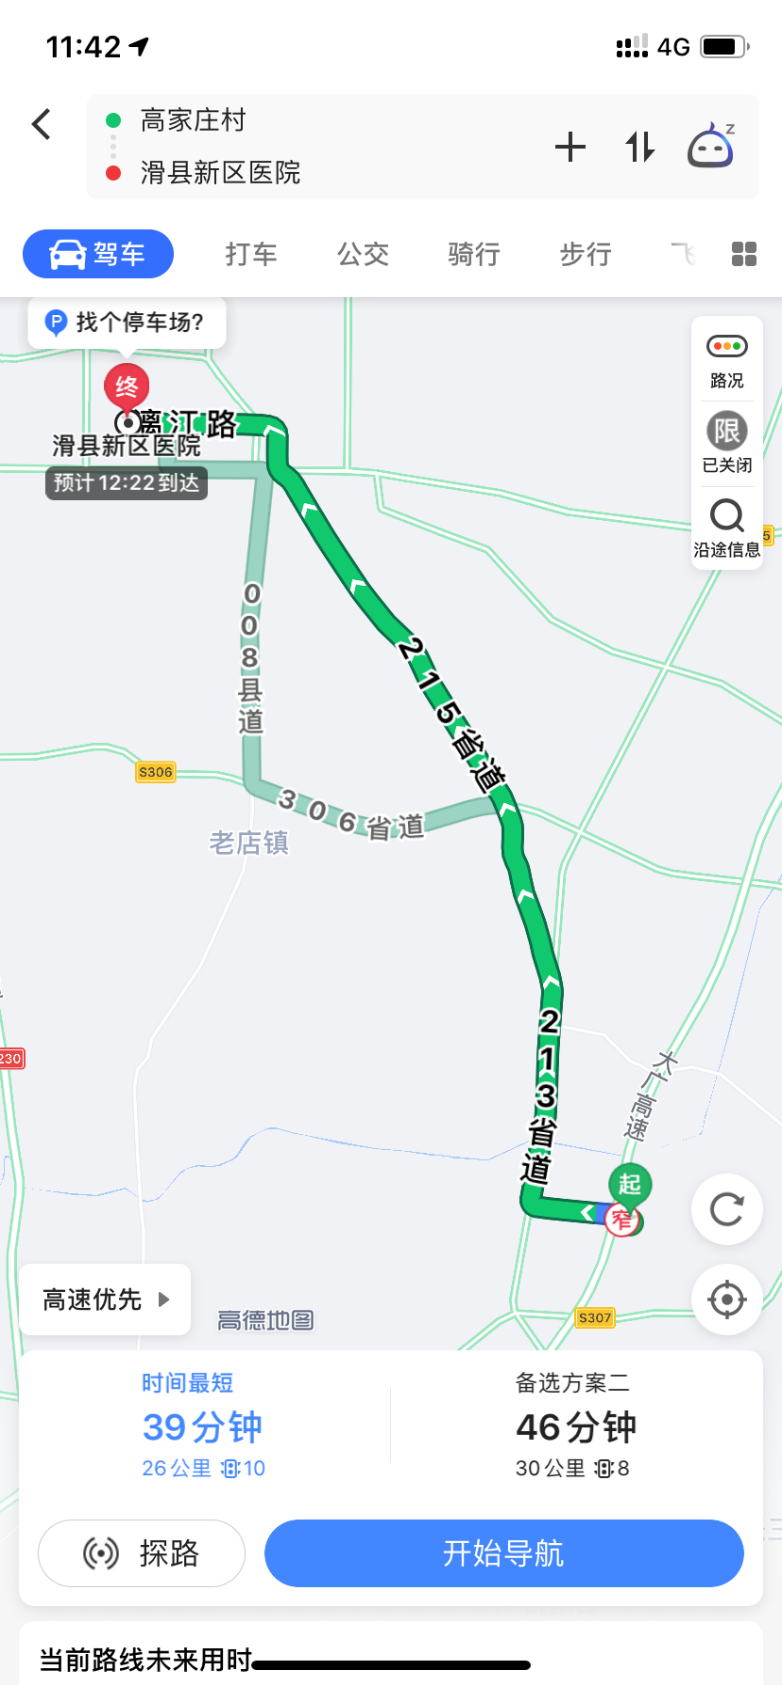 11:42
4G
高家庄村
滑县新区医院
z
驾车
打车
公交
骑行
步行
P 找个停车场?
路况
限
已关闭
沿途信息
终
漓江路
滑县新区医院
预计12:22到达
5
008县道
215省道
S306
306省道
老店镇
213省道
230
大广高速
起
窄
高速优先
高德地图
S307
时间最短
39分钟
26公里 10
备选方案二
46分钟
30公里 8
探路
开始导航
当前路线未来用时